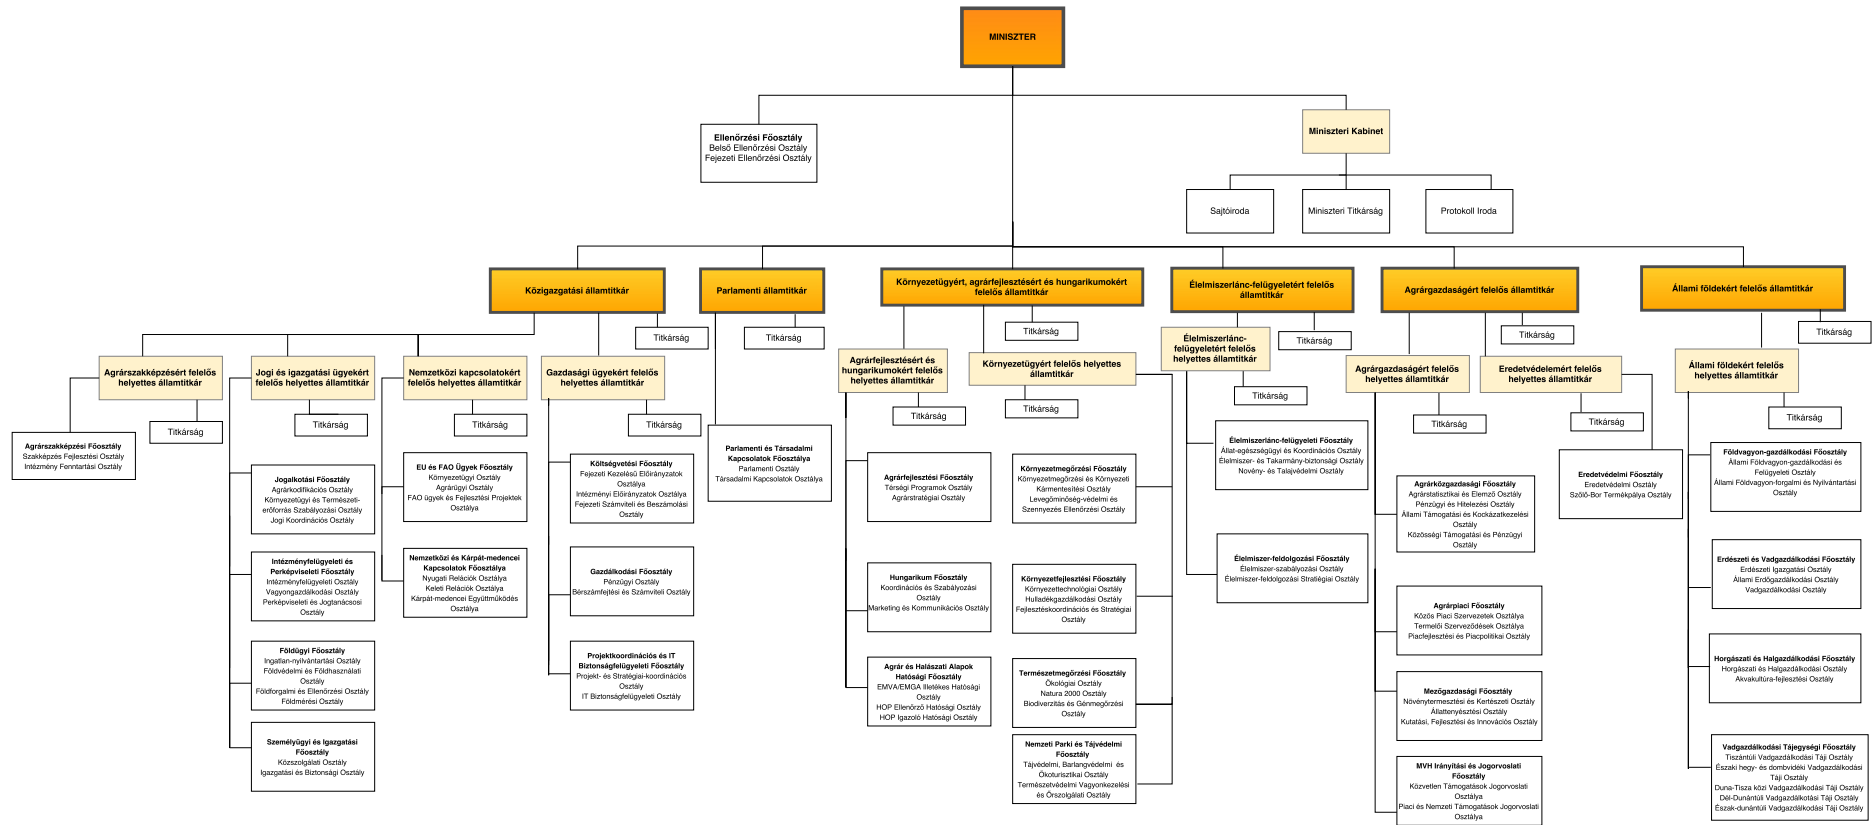 MINISZTER
Ellenőrzési Főosztály
Belső Ellenőrzési Osztály
Fejezeti Ellenőrzési Osztály
Miniszteri Kabinet
Sajtóiroda
Miniszteri Titkárság
Protokoll Iroda
Közigazgatási államtitkár
Titkárság
Agrárszakképzésért felelős
helyettes államtitkár
Titkárság
Agrárszakképzési Főosztály
Szakképzés Fejlesztési Osztály
Intézmény Fenntartási Osztály
Jogi és igazgatási ügyekért
felelős helyettes államtitkár
Titkárság
Jogalkotási Főosztály
Agrárkodifikációs Osztály
Környezetügyi és Természeti-
erőforrás Szabályozási Osztály
Jogi Koordinációs Osztály
Intézményfelügyeleti és
Perképviseleti Főosztály
Intézményfelügyeleti Osztály
Vagyongazdálkodási Osztály
Perképviseleti és Jogtanácsosi
Osztály
Földügyi Főosztály
Ingatlan-nyilvántartási Osztály
Földvédelmi és Földhasználati
Osztály
Földforgalmi és Ellenőrzési Osztály
Földmérési Osztály
Személyügyi és Igazgatási
Főosztály
Közszolgálati Osztály
Igazgatási és Biztonsági Osztály
Nemzetközi kapcsolatokért
felelős helyettes államtitkár
Titkárság
EU és FAO Ügyek Főosztály
Környezetügyi Osztály
Agrárügyi Osztály
FAO ügyek és Fejlesztési Projektek
Osztálya
Nemzetközi és Kárpát-medencei
Kapcsolatok Főosztálya
Nyugati Relációk Osztálya
Keleti Relációk Osztálya
Kárpát-medencei Együttműködés
Osztálya
Gazdasági ügyekért felelős
helyettes államtitkár
Titkárság
Költségvetési Főosztály
Fejezeti Kezelésű Előirányzatok
Osztálya
Intézményi Előirányzatok Osztálya
Fejezeti Számviteli és Beszámolási
Osztály
Gazdálkodási Főosztály
Pénzügyi Osztály
Bérszámfejtési és Számviteli Osztály
Projektkoordinációs és IT
Biztonságfelügyeleti Főosztály
Projekt- és Stratégiai-koordinációs
Osztály
IT Biztonságfelügyeleti Osztály
Parlamenti államtitkár
Titkárság
Parlamenti és Társadalmi
Kapcsolatok Főosztálya
Parlamenti Osztály
Társadalmi Kapcsolatok Osztálya
Környezetügyért, agrárfejlesztésért és hungarikumokért
felelős államtitkár
Titkárság
Agrárfejlesztésért és
hungarikumokért felelős
helyettes államtitkár
Titkárság
Agrárfejlesztési Főosztály
Térségi Programok Osztály
Agrárstratégiai Osztály
Hungarikum Főosztály
Koordinációs és Szabályozási
Osztály
Marketing és Kommunikációs Osztály
Agrár és Halászati Alapok
Hatósági Főosztály
EMVA/EMGA Illetékes Hatósági
Osztály
HOP Ellenőrző Hatósági Osztály
HOP Igazoló Hatósági Osztály
Környezetügyért felelős helyettes
államtitkár
Titkárság
Környezetmegőrzési Főosztály
Környezetmegőrzési és Környezeti
Kármentesítési Osztály
Levegőminőség-védelmi és
Szennyezés Ellenőrzési Osztály
Környezetfejlesztési Főosztály
Környezettechnológiai Osztály
Hulladékgazdálkodási Osztály
Fejlesztéskoordinációs és Stratégiai
Osztály
Természetmegőrzési Főosztály
Ökológiai Osztály
Natura 2000 Osztály
Biodiverzitás és Génmegőrzési
Osztály
Nemzeti Parki és Tájvédelmi
Főosztály
Tájvédelmi, Barlangvédelmi és
Ökoturisztikai Osztály
Természetvédelmi Vagyonkezelési
és Őrszolgálati Osztály
Élelmiszerlánc-felügyeletért felelős
államtitkár
Titkárság
Élelmiszerlánc-
felügyeletért felelős
helyettes államtitkár
Titkárság
Élelmiszerlánc-felügyeleti Főosztály
Állat-egészségügyi és Koordinációs Osztály
Élelmiszer- és Takarmány-biztonsági Osztály
Növény- és Talajvédelmi Osztály
Élelmiszer-feldolgozási Főosztály
Élelmiszer-szabályozási Osztály
Élelmiszer-feldolgozási Stratégiai Osztály
Agrárgazdaságért felelős államtitkár
Titkárság
Agrárgazdaságért felelős
helyettes államtitkár
Titkárság
Agrárközgazdasági Főosztály
Agrárstatisztikai és Elemző Osztály
Pénzügyi és Hitelezési Osztály
Állami Támogatási és Kockázatkezelési
Osztály
Közösségi Támogatási és Pénzügyi
Osztály
Agrárpiaci Főosztály
Közös Piaci Szervezetek Osztálya
Termelői Szerveződések Osztálya
Piacfejlesztési és Piacpolitikai Osztály
Mezőgazdasági Főosztály
Növénytermesztési és Kertészeti Osztály
Állattenyésztési Osztály
Kutatási, Fejlesztési és Innovációs Osztály
MVH Irányítási és Jogorvoslati
Főosztály
Közvetlen Támogatások Jogorvoslati
Osztálya
Piaci és Nemzeti Támogatások Jogorvoslati
Osztálya
Eredetvédelemért felelős
helyettes államtitkár
Titkárság
Eredetvédelmi Főosztály
Eredetvédelmi Osztály
Szőlő-Bor Termékpálya Osztály
Állami földekért felelős államtitkár
Titkárság
Állami földekért felelős
helyettes államtitkár
Titkárság
Földvagyon-gazdálkodási Főosztály
Állami Földvagyon-gazdálkodási és
Felügyeleti Osztály
Állami Földvagyon-forgalmi és Nyilvántartási
Osztály
Erdészeti és Vadgazdálkodási Főosztály
Erdészeti Igazgatási Osztály
Állami Erdőgazdálkodási Osztály
Vadgazdálkodási Osztály
Horgászati és Halgazdálkodási Főosztály
Horgászati és Halgazdálkodási Osztály
Akvakultúra-fejlesztési Osztály
Vadgazdálkodási Tájegységi Főosztály
Tiszántúli Vadgazdálkodási Táji Osztály
Északi hegy- és dombvidéki Vadgazdálkodási
Táji Osztály
Duna-Tisza közi Vadgazdálkodási Táji Osztály
Dél-Dunántúli Vadgazdálkotási Táji Osztály
Észak-dunántúli Vadgazdálkodási Táji Osztály